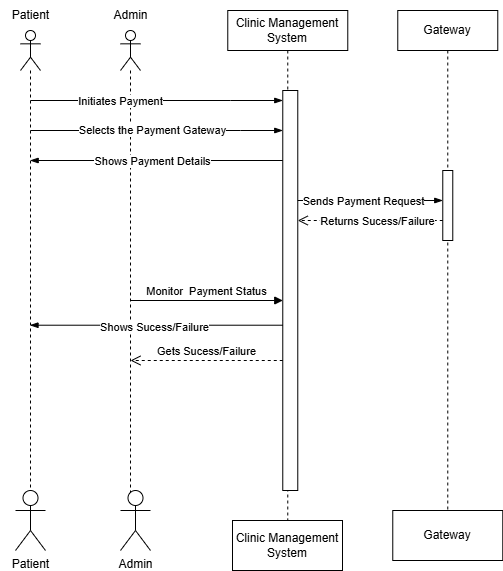 Patient
Admin
Clinic Management
System
Gateway
Initiates Payment
Selects the Payment Gateway
Shows Payment Details
Sends Payment Request
Returns Sucess/Failure
Monitor Payment Status
Shows Sucess/Failure
Gets Sucess/Failure
Patient
Admin
Clinic Management
System
Gateway